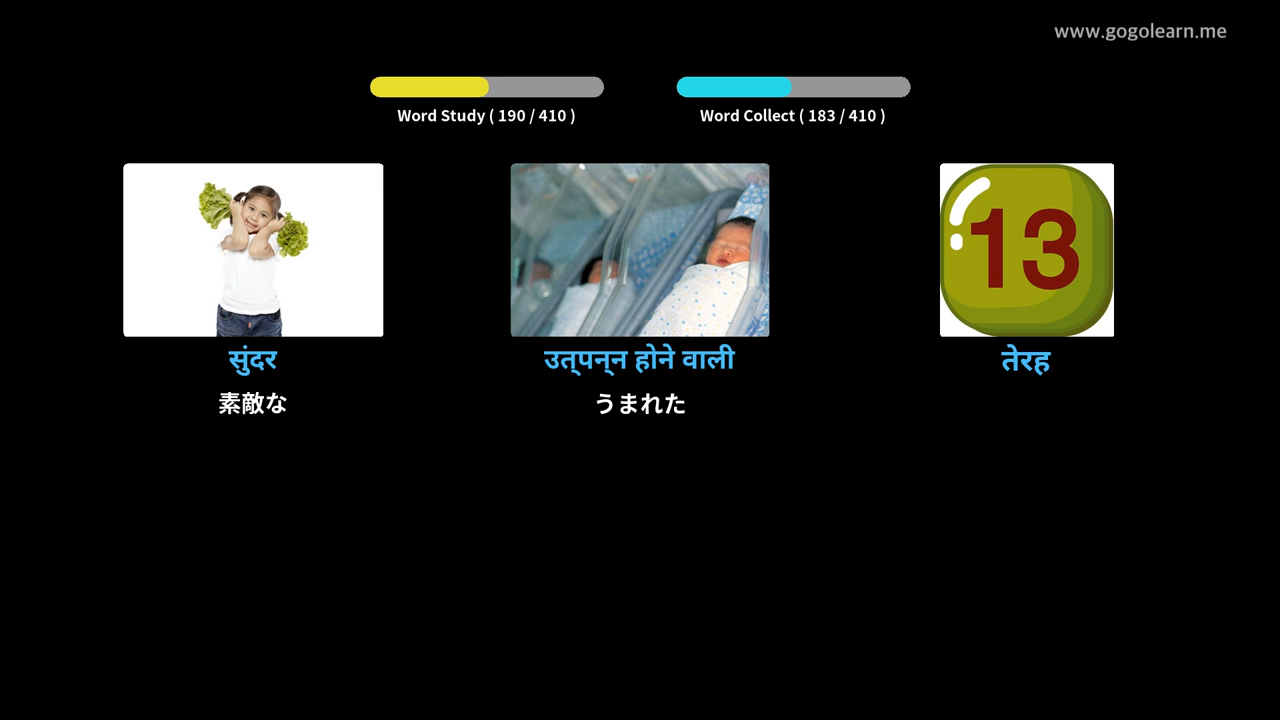 www.gogolearn.me
Word Study ( 190 / 410 )
Word Collect ( 183 / 410 )
13
सुंदर
उत्पन्न होने वाली
तेरह
素敵な
うまれた